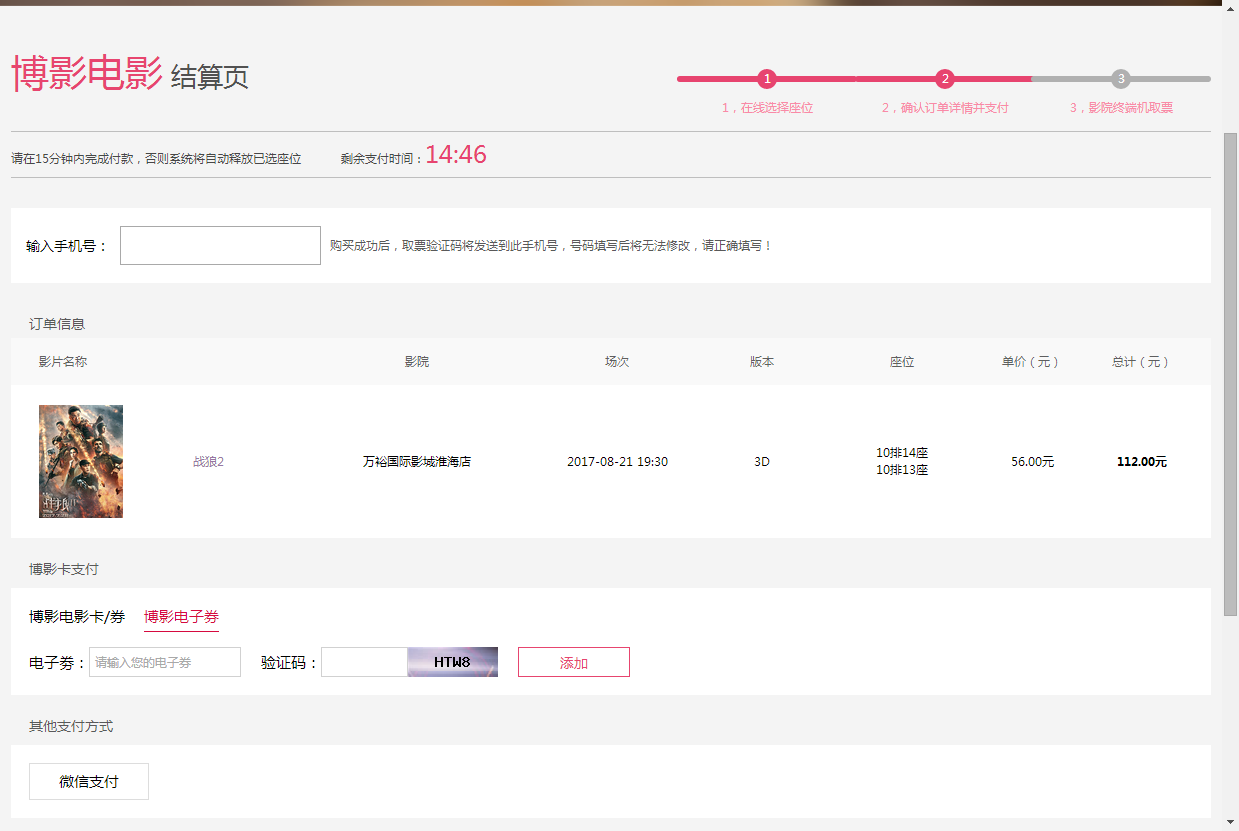 博影电影 结算页
1 2 3
1，在线选择座位 2，确认订单详情并支付 3，影院终端机取票
请在15分钟内完成付款，否则系统将自动释放已选座位 剩余支付时间：14:46
输入手机号： 购买成功后，取票验证码将发送到此手机号，号码填写后将无法修改，请正确填写！
订单信息
影片名称 影院 场次 版本 座位 单价（元） 总计（元）
战狼2 万裕国际影城淮海店 2017-08-21 19:30 3D 10排14座 56.00元 112.00元
10排13座
博影卡支付
博影电影卡/券 博影电子券
电子券： 请输入您的电子券 验证码： HTW8 添加
其他支付方式
微信支付